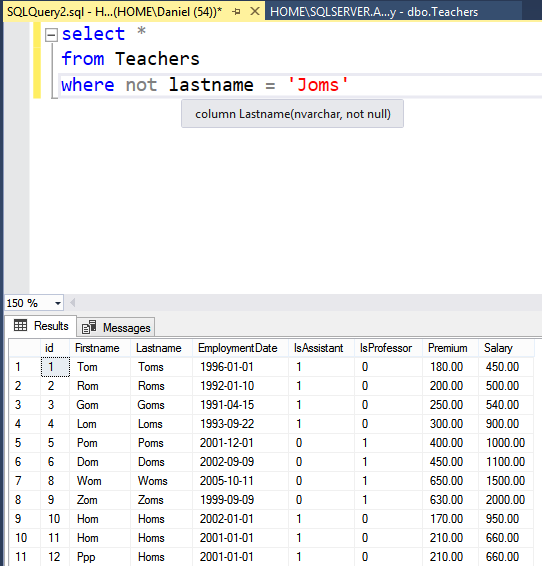 SQLQuery2.sql - H...(HOME\Daniel (54))* HOME\SQLSERVER.A...y - dbo.Teachers
select *
from Teachers
where not lastname = 'Joms'
column Lastname(nvarchar, not null)
150 %
Results Messages
id Firstname Lastname EmploymentDate IsAssistant IsProfessor Premium Salary
1 1 Tom Toms 1996-01-01 1 0 180.00 450.00
2 2 Rom Roms 1992-01-10 1 0 200.00 500.00
3 3 Gom Goms 1991-04-15 1 0 250.00 540.00
4 4 Lom Loms 1993-09-22 1 0 300.00 900.00
5 5 Pom Poms 2001-12-01 0 1 400.00 1000.00
6 6 Dom Doms 2002-09-09 0 1 450.00 1100.00
7 8 Wom Woms 2005-10-11 0 1 650.00 1500.00
8 9 Zom Zoms 1999-09-09 0 1 630.00 2000.00
9 10 Hom Homs 2002-01-01 1 0 170.00 950.00
10 11 Hom Homs 2001-01-01 1 0 210.00 660.00
11 12 Ppp Homs 2001-01-01 1 0 210.00 660.00